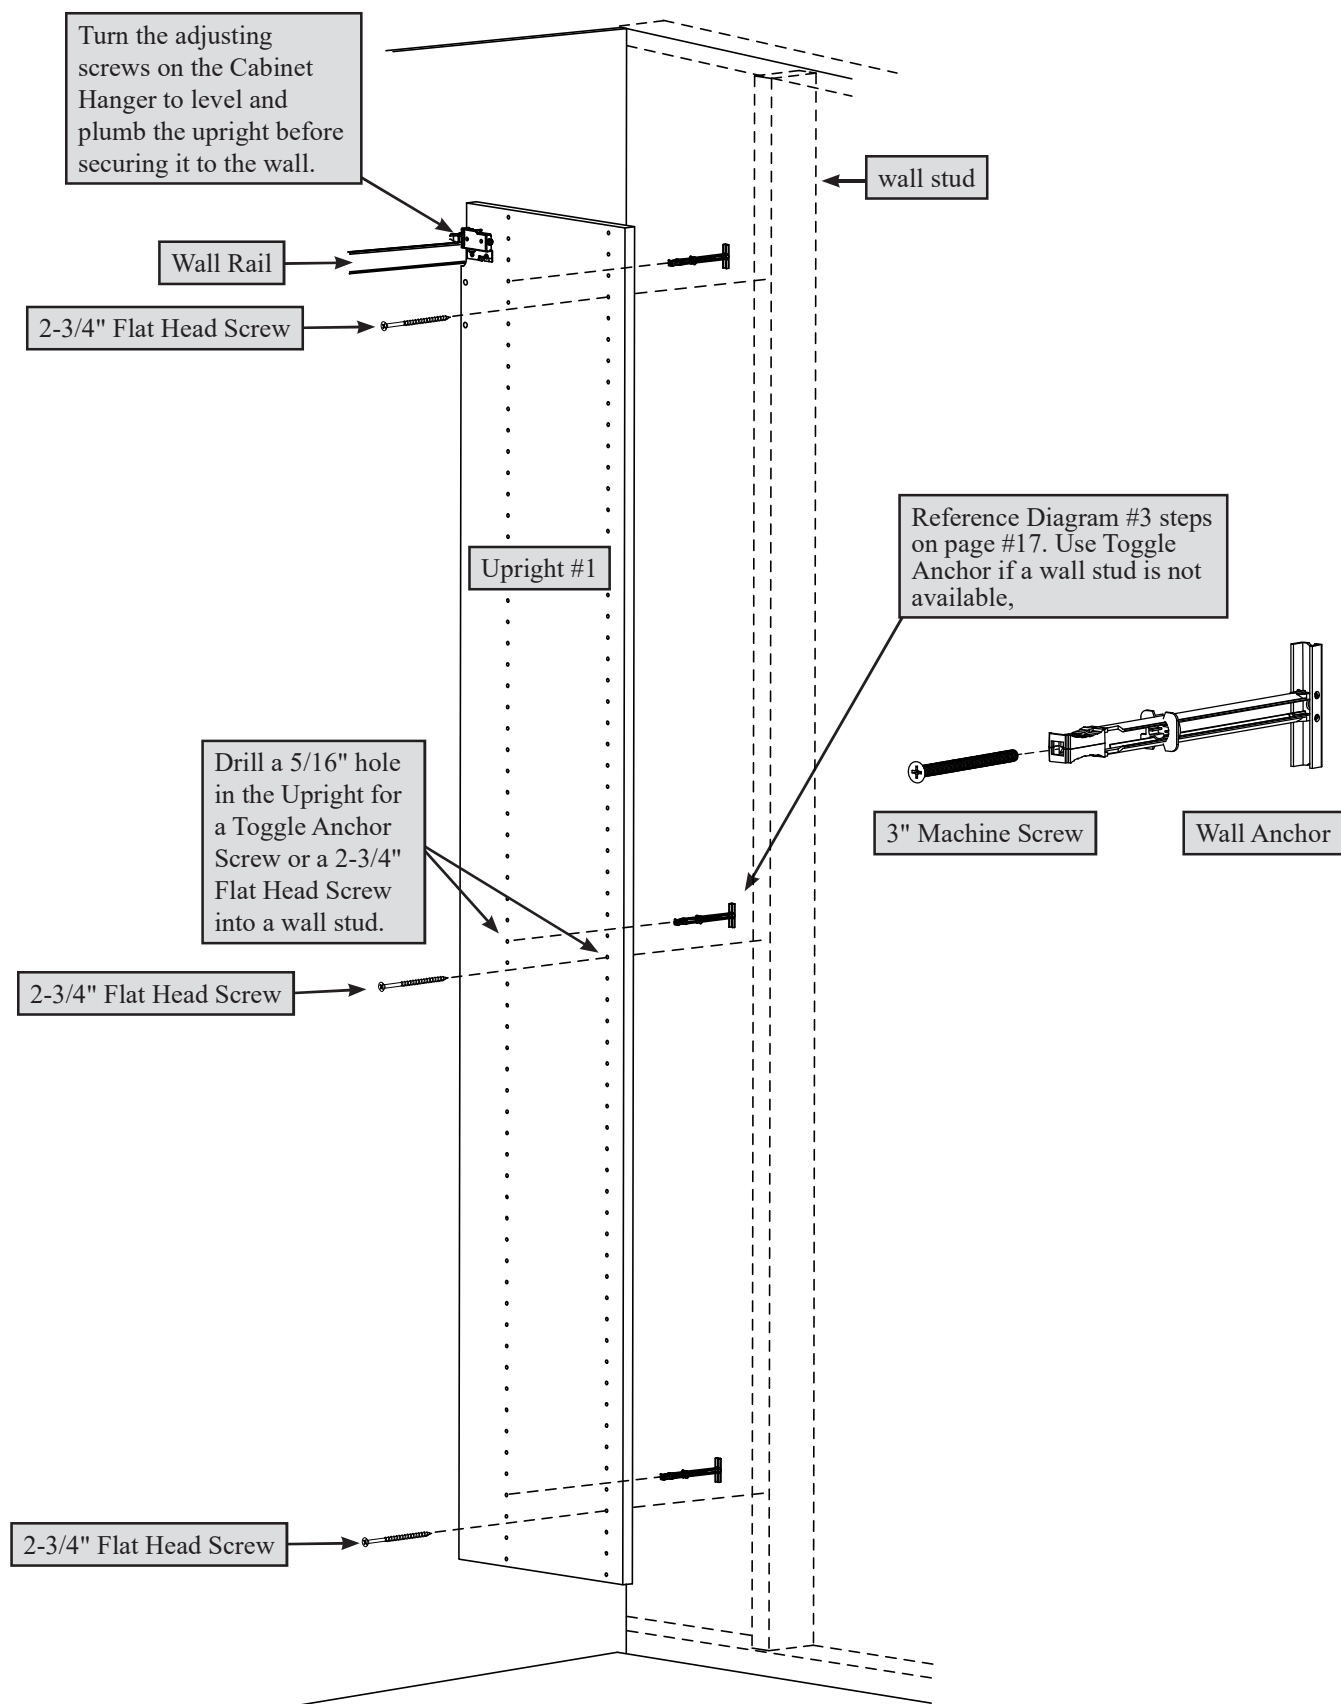 Turn the adjusting
screws on the Cabinet
Hanger to level and
plumb the upright before
securing it to the wall.
wall stud
Wall Rail
2-3/4" Flat Head Screw
Reference Diagram #3 steps
on page #17. Use Toggle
Anchor if a wall stud is not
available,
Upright #1
Drill a 5/16" hole
in the Upright for
a Toggle Anchor
Screw or a 2-3/4"
Flat Head Screw
into a wall stud.
3" Machine Screw
Wall Anchor
2-3/4" Flat Head Screw
2-3/4" Flat Head Screw